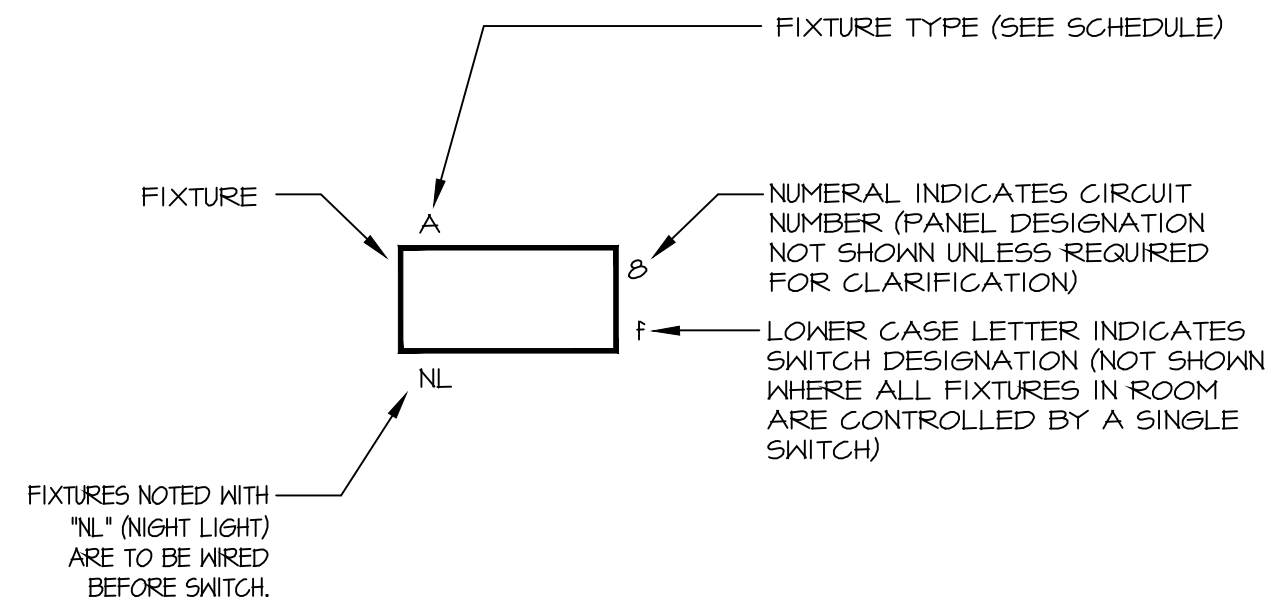 FIXTURE TYPE (SEE SCHEDULE)
FIXTURE
A
NUMERAL INDICATES CIRCUIT
NUMBER (PANEL DESIGNATION
NOT SHOWN UNLESS REQUIRED
FOR CLARIFICATION)
8
f
LOWER CASE LETTER INDICATES
SWITCH DESIGNATION (NOT SHOWN
WHERE ALL FIXTURES IN ROOM
ARE CONTROLLED BY A SINGLE
SWITCH)
NL
FIXTURES NOTED WITH
"NL" (NIGHT LIGHT)
ARE TO BE WIRED
BEFORE SWITCH.